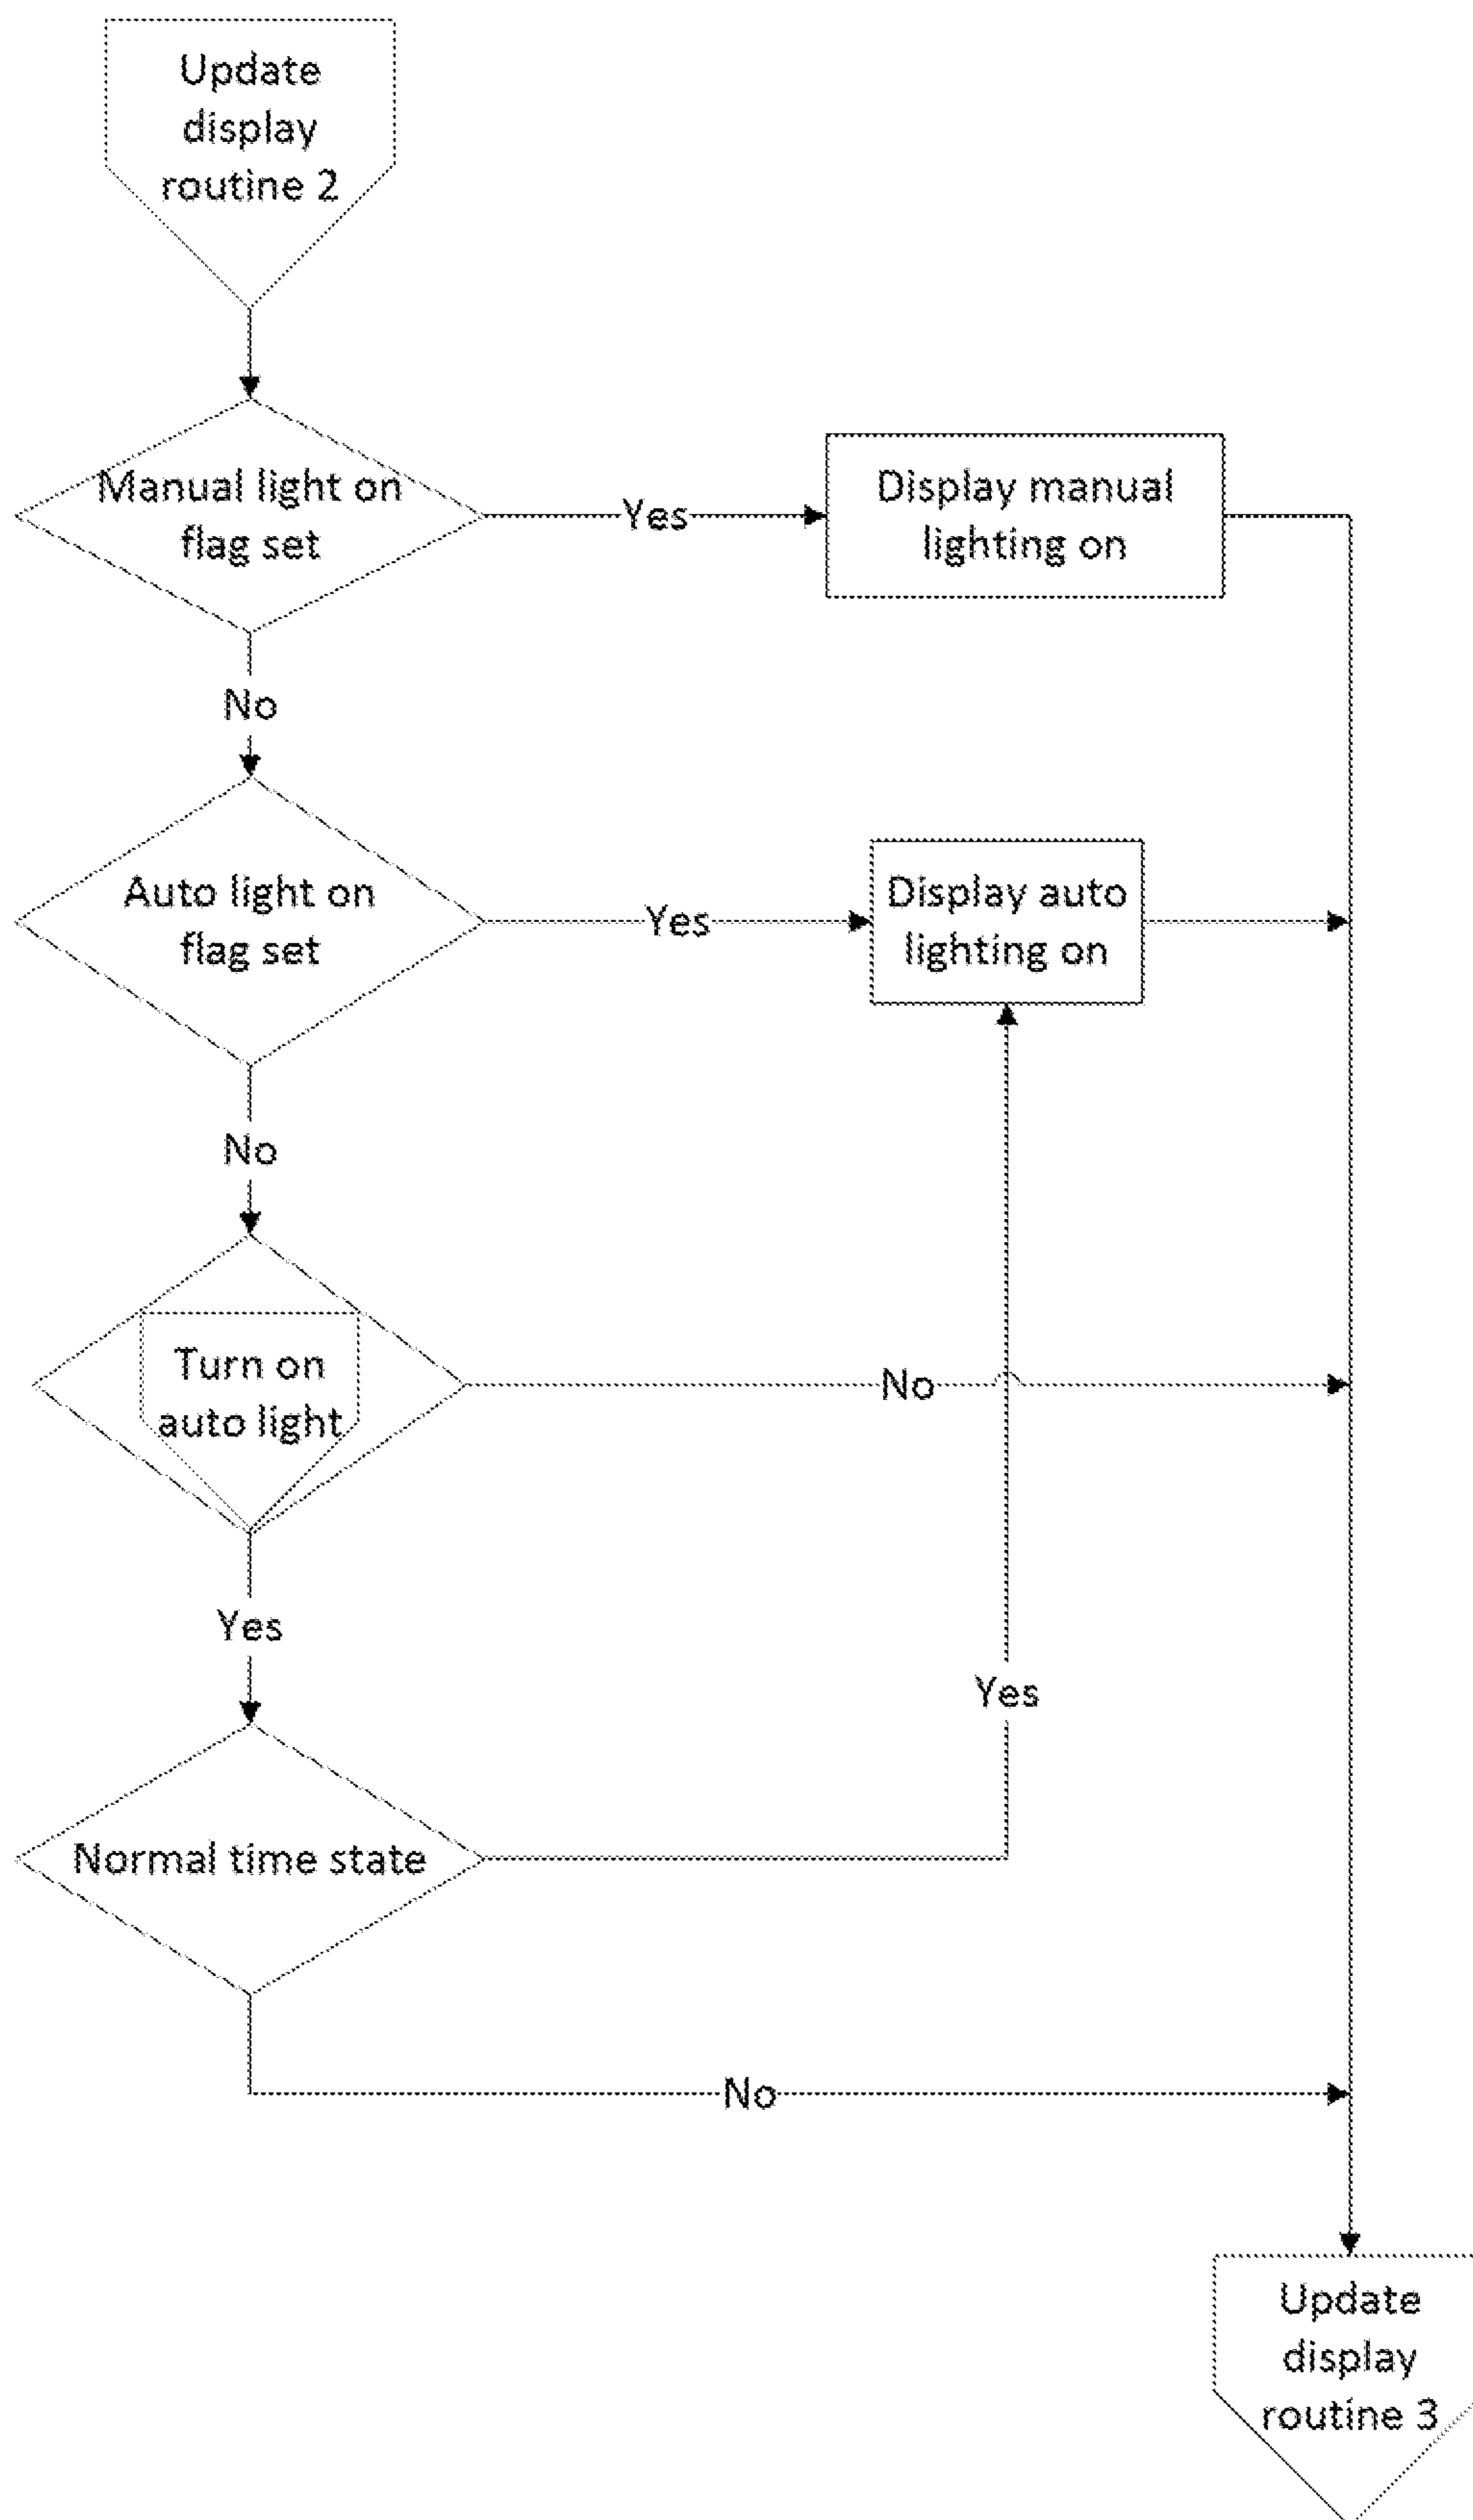 Update
display
routine 2
Manual light on
flag set
Yes
Display manual
lighting on
No
Auto light on
flag set
Yes
Display auto
lighting on
No
Turn on
auto light
No
Yes
Yes
Normal time state
No
Update
display
routine 3